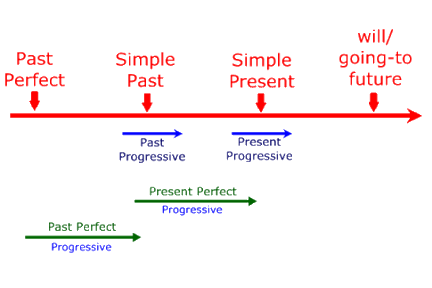 Past
Perfect
Simple
Past
Simple
Present
will/
going-to
future
Past
Progressive
Present
Progressive
Present Perfect
Progressive
Past Perfect
Progressive